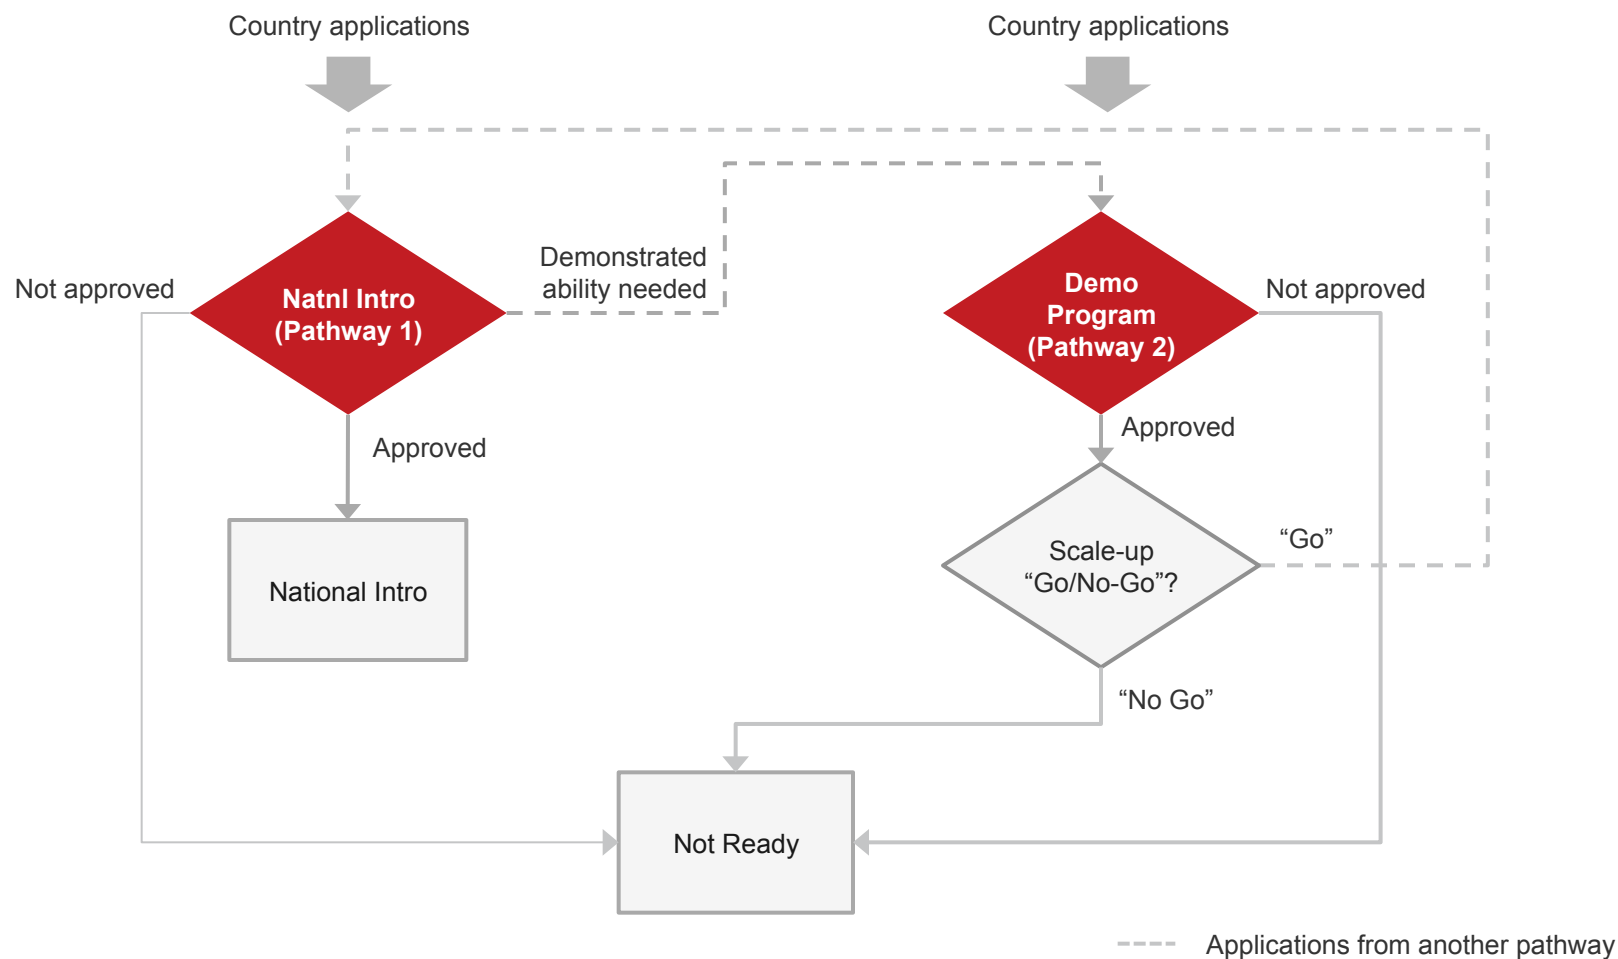 Country applications
Country applications
Not approved
Natnl Intro
(Pathway 1)
Demonstrated
ability needed
Demo
Program
(Pathway 2)
Not approved
Approved
Approved
National Intro
Scale-up
“Go/No-Go”?
“Go”
“No Go”
Not Ready
Applications from another pathway